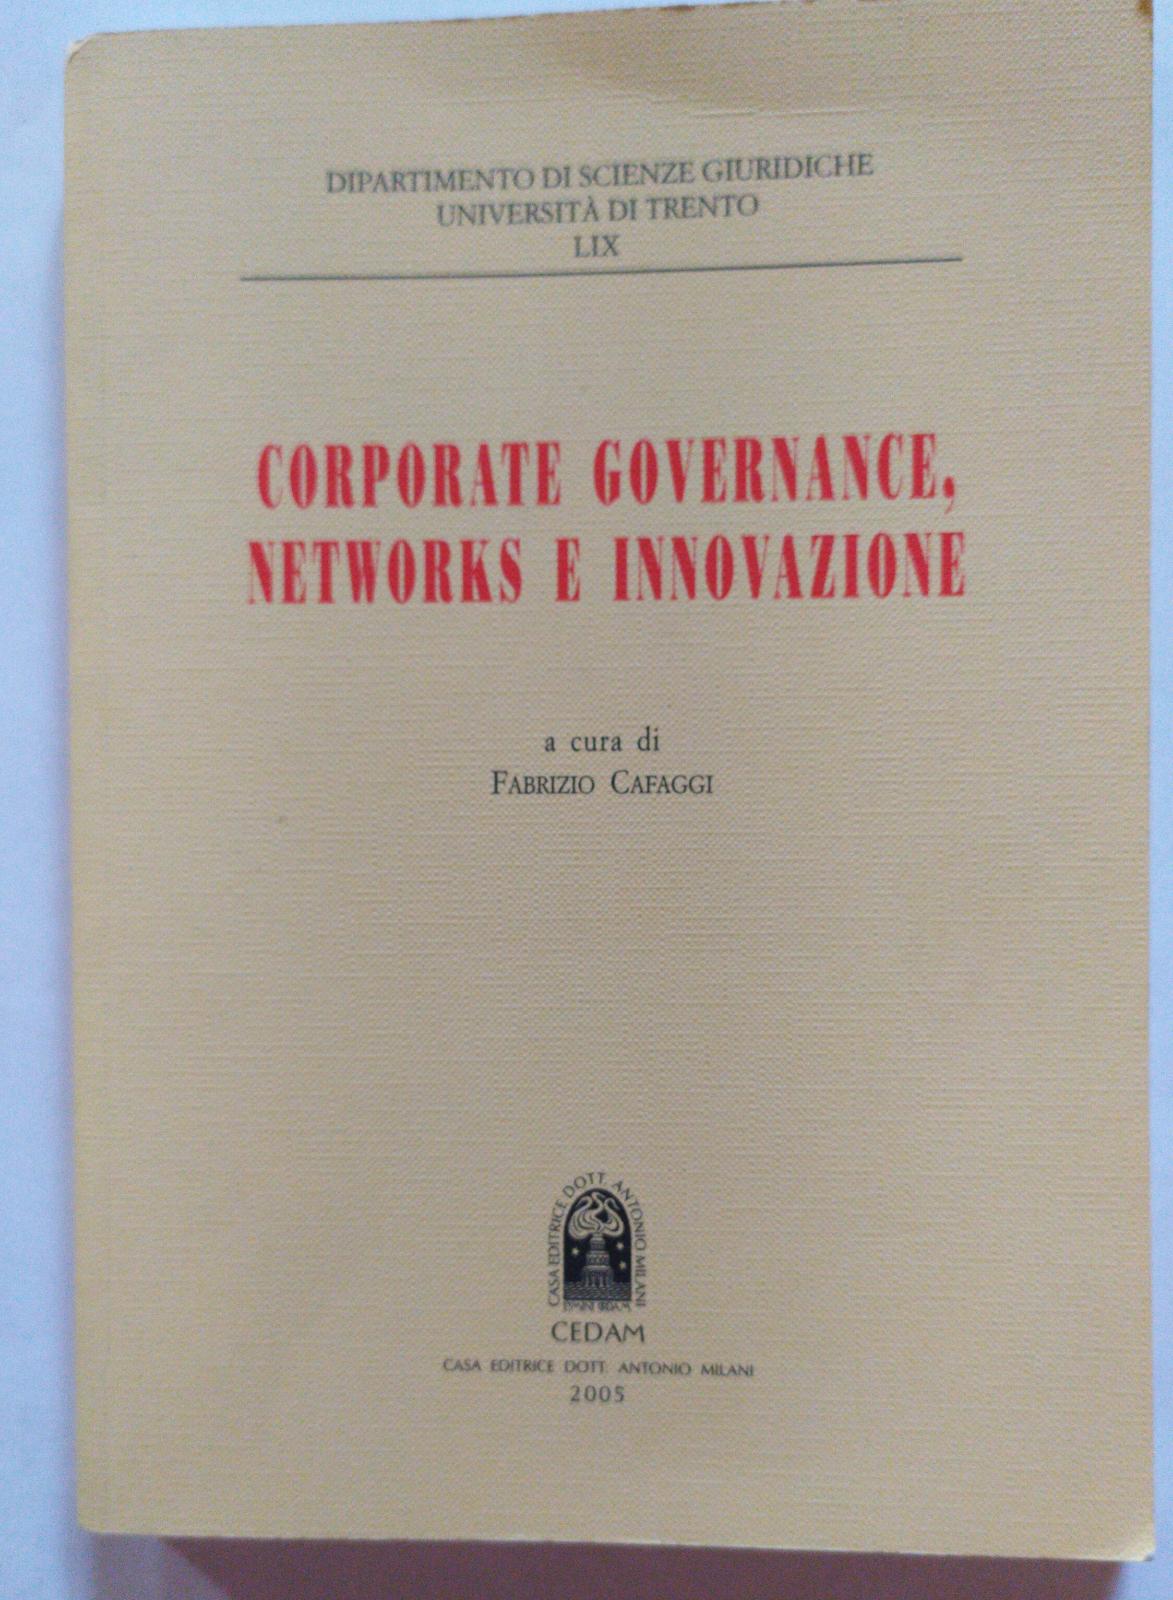 DIPARTIMENTO DI SCIENZE GIURIDICHE
UNIVERSITÀ DI TRENTO
LIX
CORPORATE GOVERNANCE,
NETWORKS E INNOVAZIONE
a cura di
FABRIZIO CAFAGGI
CASA EDITRICE DOTT. ANTONIO MILANI
CEDAM
CASA EDITRICE DOTT. ANTONIO MILANI
2005